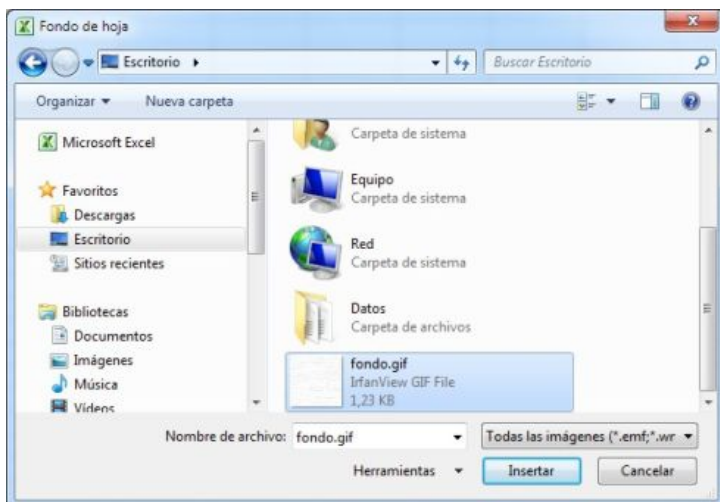 Fondo de hoja
Escritorio
Buscar Escritorio
Organizar
Nueva carpeta
Microsoft Excel
Favoritos
Descargas
Escritorio
Sitios recientes
Bibliotecas
Documentos
Imágenes
Música
Vídeos
Carpeta de sistema
Equipo
Carpeta de sistema
Red
Carpeta de sistema
Datos
Carpeta de archivos
fondo.gif
IrfanView GIF File
1,23 KB
Nombre de archivo: fondo.gif
Todas las imágenes (*.emf;*.wr
Herramientas
Insertar
Cancelar